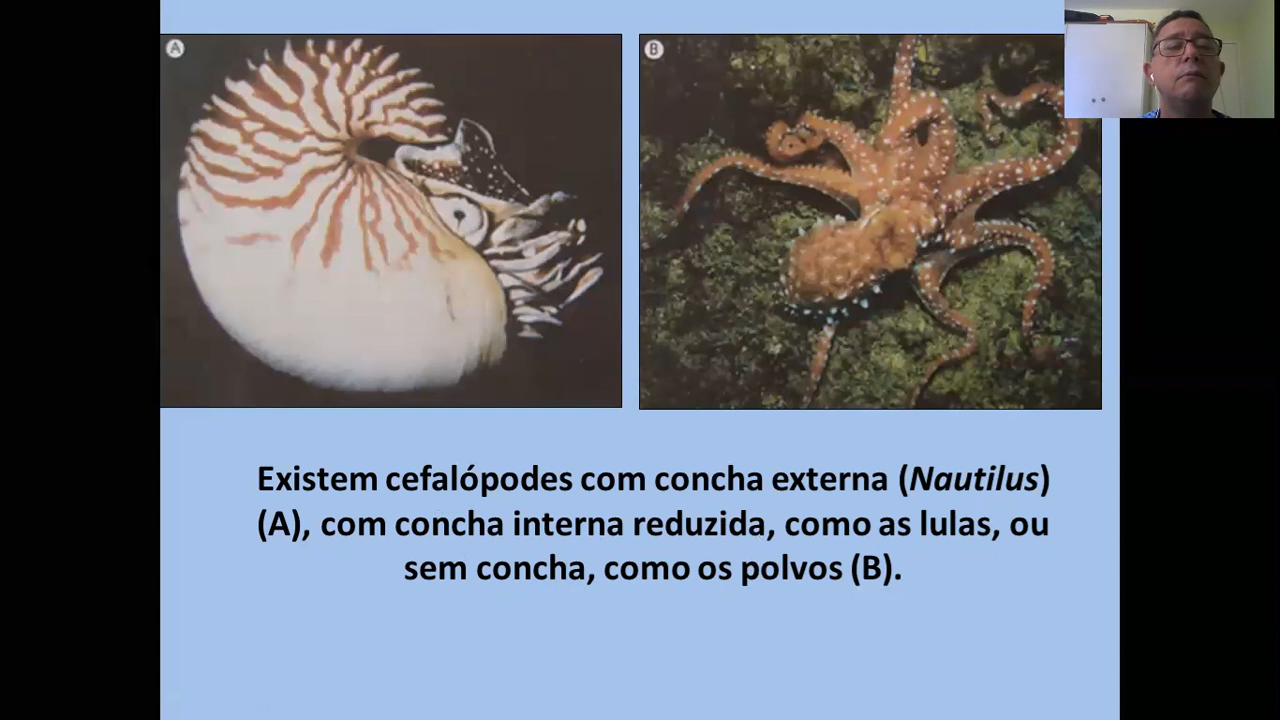 A
B
Existem cefalópodes com concha externa (Nautilus)
(A), com concha interna reduzida, como as lulas, ou
sem concha, como os polvos (B).